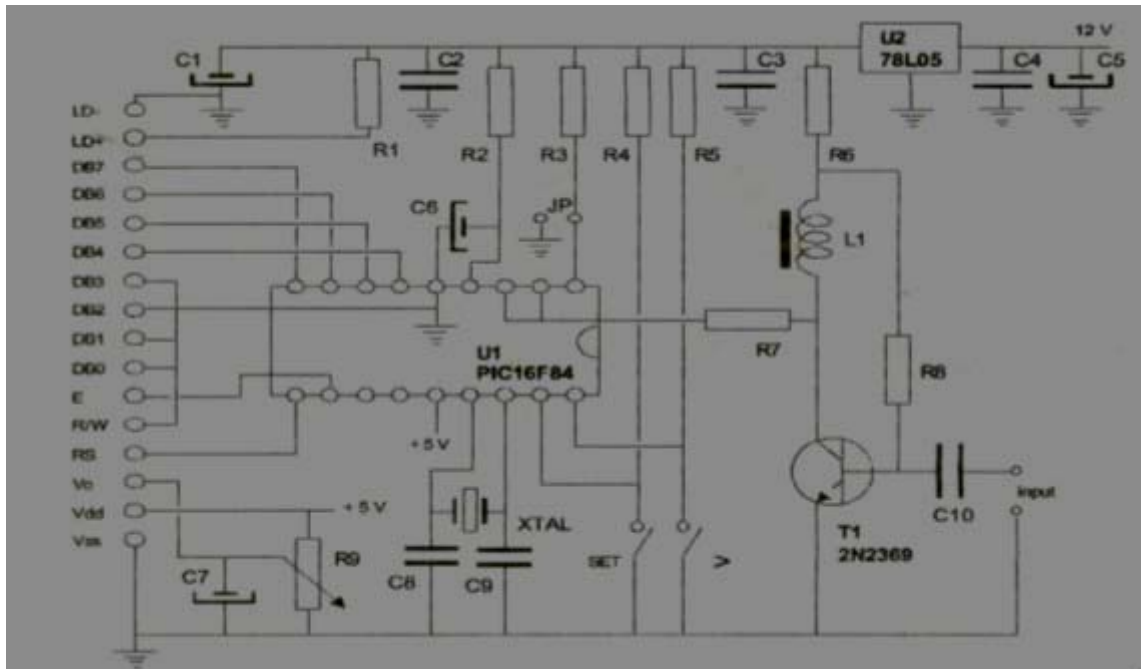 12 V
U2
78L05
C1
C2
C3
C4
C5
LD-
LD+
R1
R2
R3
R4
R5
R6
DB7
DB6
C6
JP
DB5
L1
DB4
DB3
DB2
DB1
U1
PIC16F84
R7
R8
DB0
E
R/W
+5 V
RS
Vo
Input
Vdd
+ 5 V
XTAL
C10
T1
2N2369
Vss
R9
C7
C8
C9
SET
>